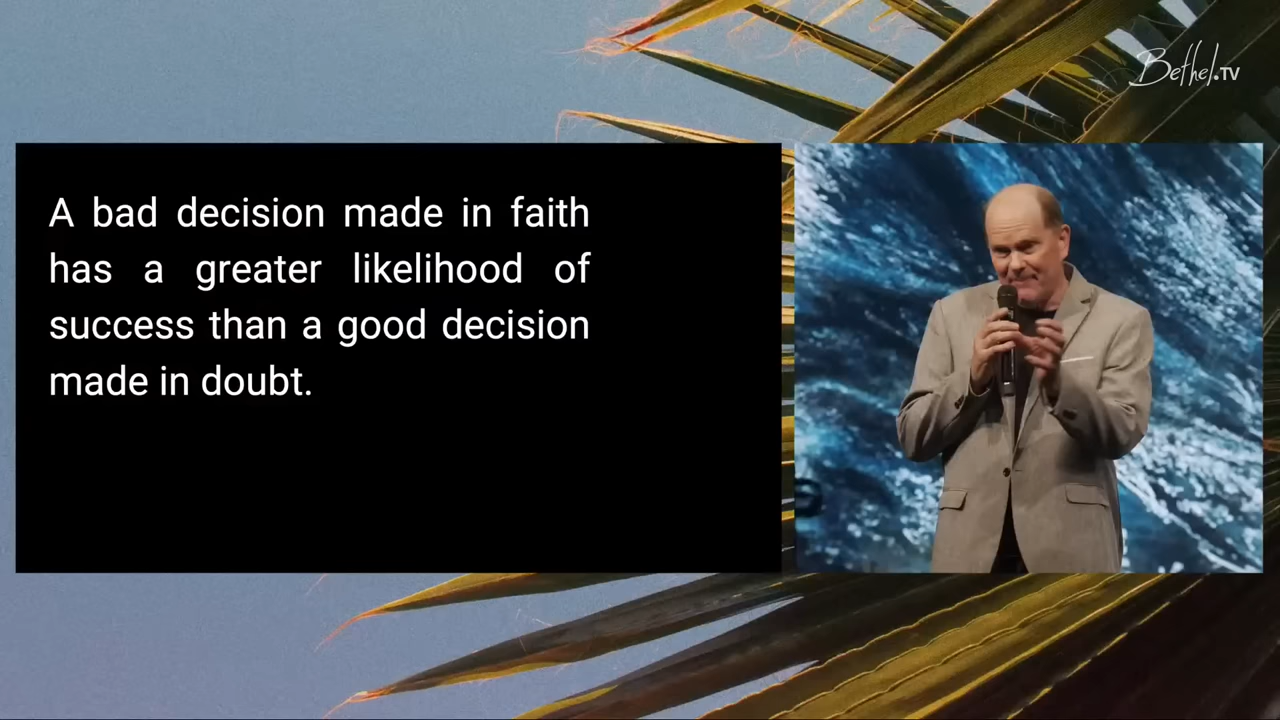 Bethel.TV
A bad decision made in faith
has a greater likelihood of
success than a good decision
made in doubt.